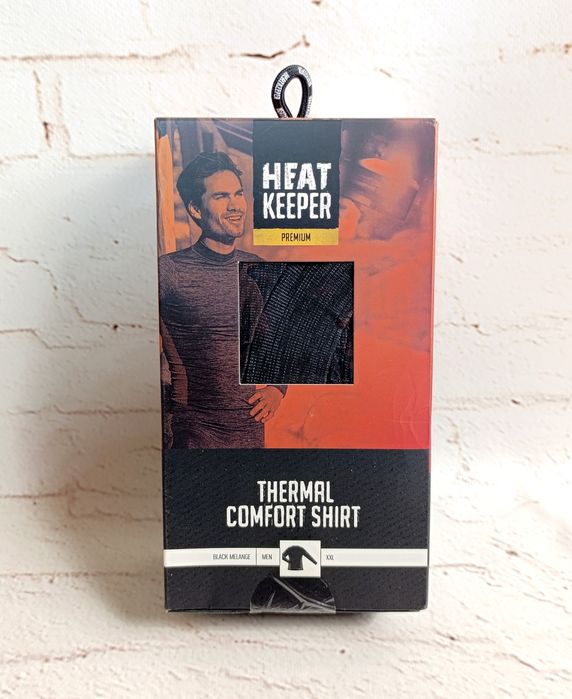 HEAT
KEEPER
PREMIUM
THERMAL
COMFORT SHIRT
BLACK MELANGE MEN XXL